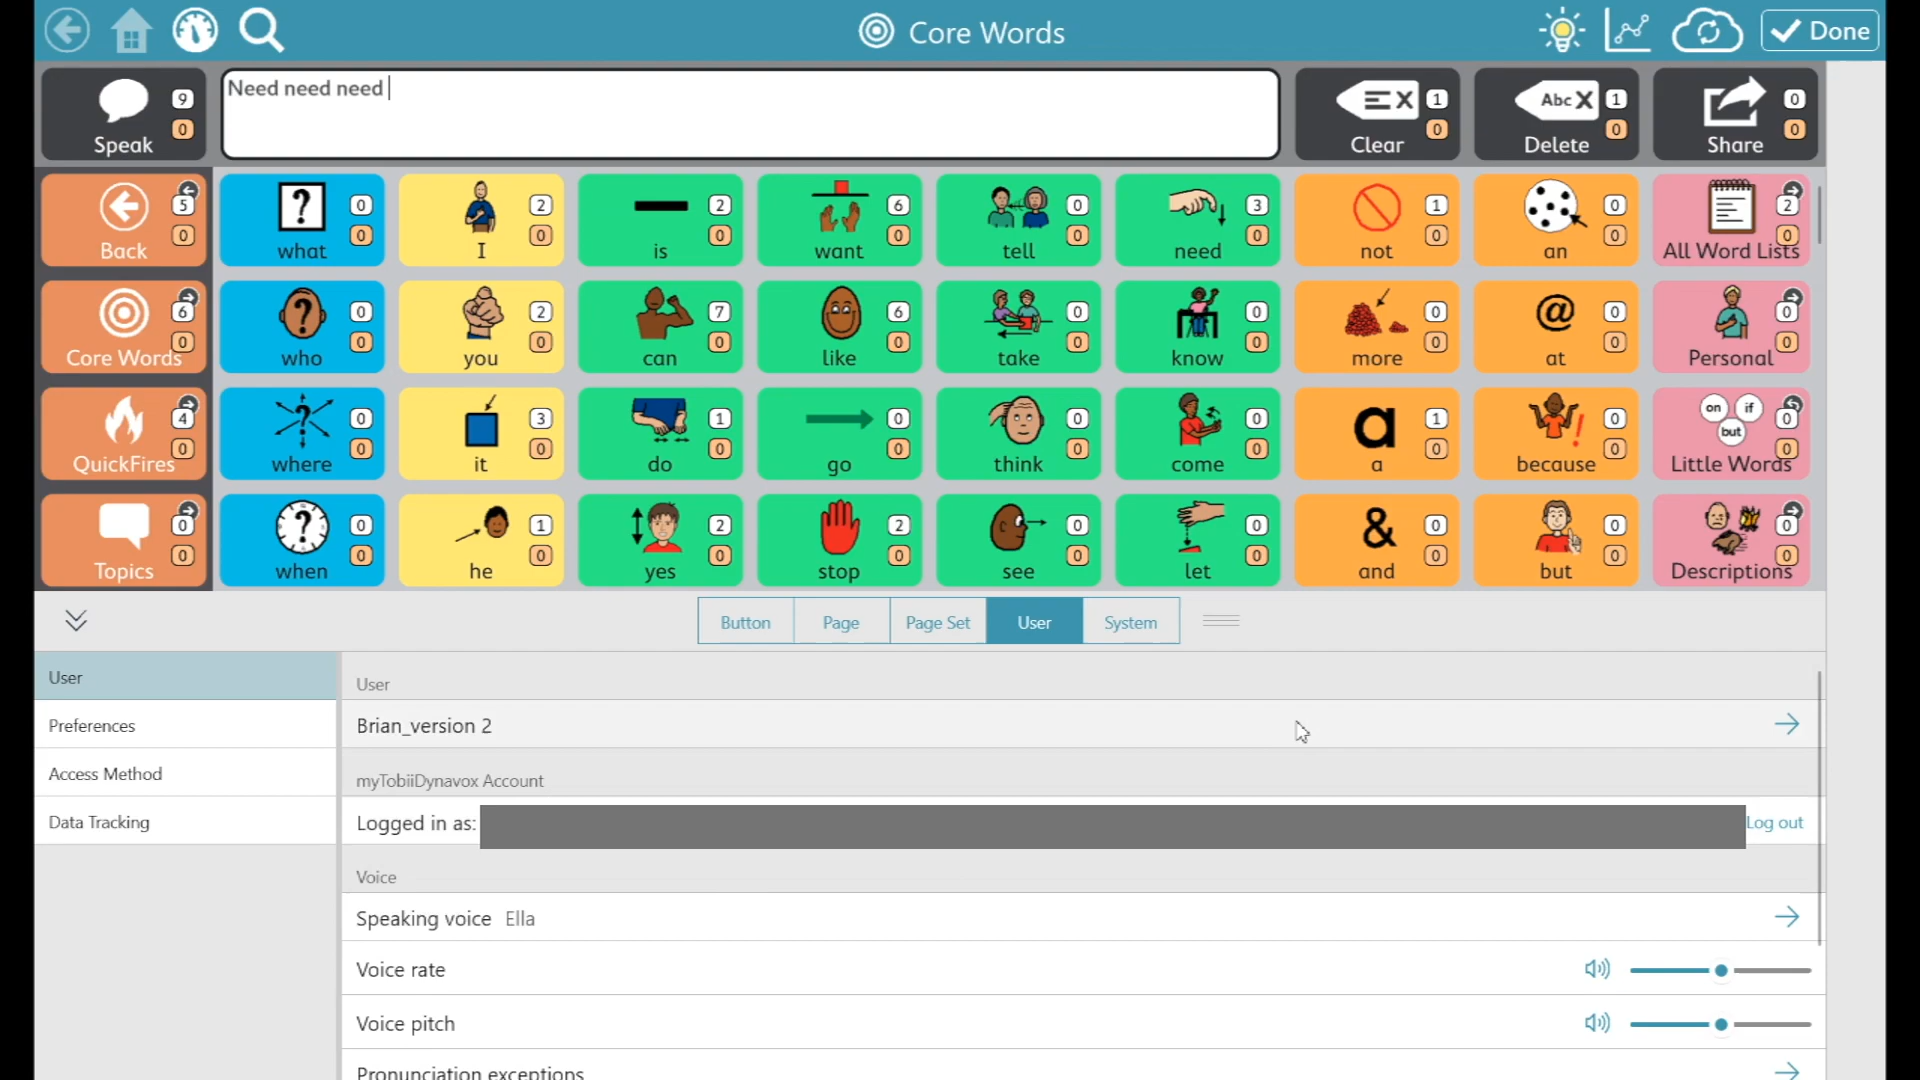 Core Words
Done
Speak 9 0
Need need need
Clear 1 0
Abc
Delete 1 0
Share 0 0
Back 5 0
what 0 0
I 2 0
is 2 0
want 6 0
tell 0 0
need 3 0
not 1 0
an 0 0
All Word Lists 2 0
Core Words 6 0
who 0 0
you 2 0
can 7 0
like 6 0
take 0 0
know 0 0
more 0 0
@
at 0 0
Personal 0 0
QuickFires 4 0
where 0 0
it 3 0
do 1 0
go 0 0
think 0 0
come 0 0
a
a 1 0
because 0 0
on if but
Little Words 0 0
Topics 0 0
when 0 0
he 1 0
yes 2 0
stop 2 0
see 0 0
let 0 0
&
and 0 0
but 0 0
Descriptions 0 0
Button Page Page Set User System
User
Preferences
Access Method
Data Tracking
User
Brian_version 2
myTobiiDynavox Account
Logged in as: Log out
Voice
Speaking voice Ella
Voice rate
Voice pitch
Pronunciation exceptions